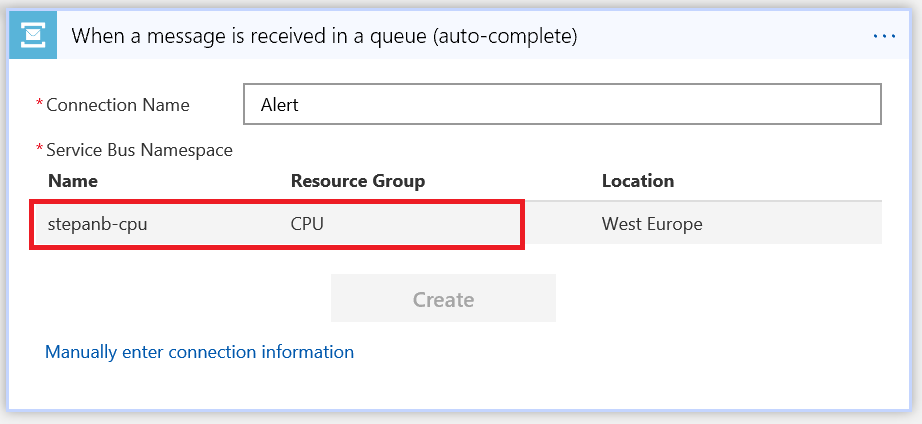 When a message is received in a queue (auto-complete)
...
*Connection Name Alert
*Service Bus Namespace
Name Resource Group Location
stepanb-cpu CPU West Europe
Create
Manually enter connection information